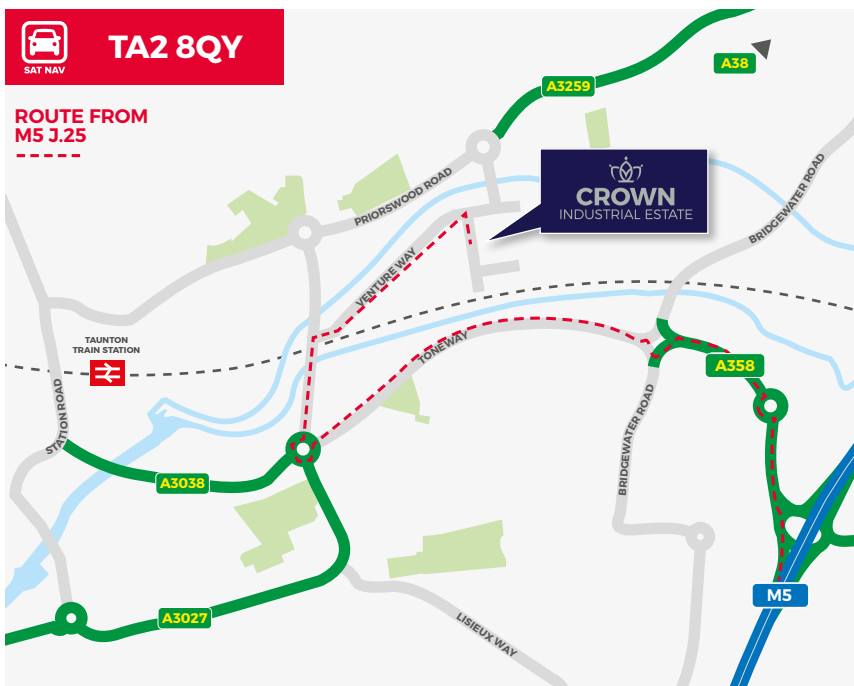 SAT NAV
TA2 8QY
ROUTE FROM
M5 J.25
A38
A3259
CROWN
INDUSTRIAL ESTATE
PRIORSWOOD ROAD
BRIDGEWATER ROAD
VENTURE WAY
TAUNTON
TRAIN STATION
TONEWAY
A358
STATION ROAD
BRIDGEWATER ROAD
A3038
M5
A3027
LISIEUX WAY